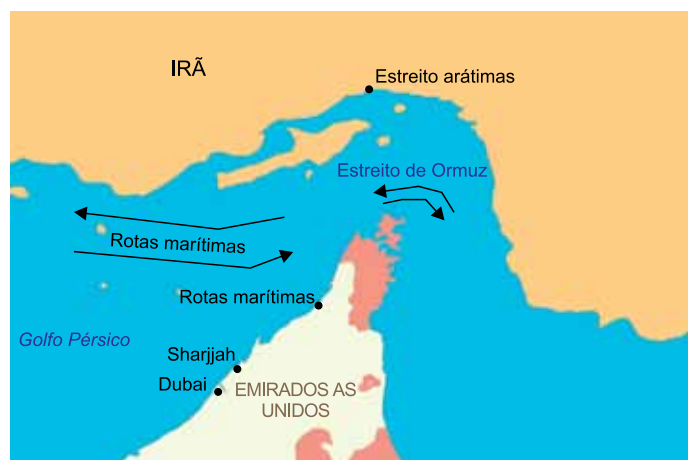 IRÃ
Estreito arátimas
Estreito de Ormuz
Rotas marítimas
Rotas marítimas
Golfo Pérsico
Sharjjah
Dubai
EMIRADOS AS
UNIDOS